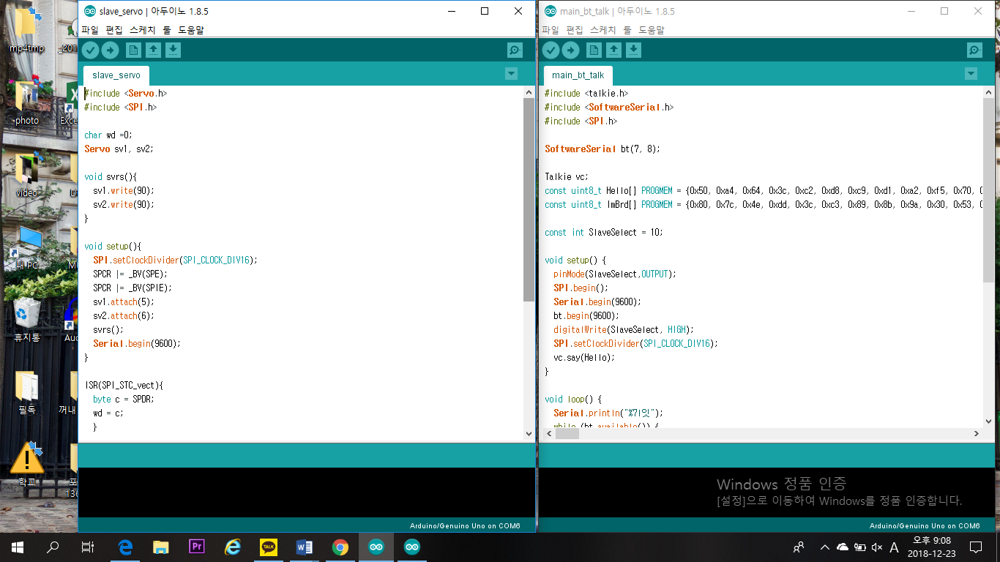 mp4tmp
_201
photo
Exce
video
내 PC
휴지통
Aud
필독
꺼내
학교
포
136
slave_servo | 아두이노 1.8.5
파일 편집 스케치 툴 도움말
slave_servo
#include <Servo.h>
#include <SPI.h>
char wd =0;
Servo sv1, sv2;
void svrs(){
sv1.write(90);
sv2.write(90);
}
void setup(){
SPI.setClockDivider(SPI_CLOCK_DIV16);
SPCR |= _BV(SPE);
SPCR |= _BV(SPIE);
sv1.attach(5);
sv2.attach(6);
svrs();
Serial.begin(9600);
}
ISR(SPI_STC_vect){
byte c = SPDR;
wd = c;
}
Arduino/Genuino Uno on COM6
main_bt_talk | 아두이노 1.8.5
파일 편집 스케치 툴 도움말
main_bt_talk
#include <talkie.h>
#include <SoftwareSerial.h>
#include <SPI.h>
SoftwareSerial bt(7, 8);
Talkie vc;
const uint8_t Hello[] PROGMEM = {0x50, 0xa4, 0x64, 0x3c, 0xc2, 0xd8, 0xc9, 0xd1, 0xa2, 0xf5, 0x70, 0
const uint8_t ImBrd[] PROGMEM = {0x80, 0x7c, 0x4e, 0xdd, 0x3c, 0xc3, 0x89, 0x8b, 0x9a, 0x30, 0x53, 0
const int SlaveSelect = 10;
void setup() {
pinMode(SlaveSelect,OUTPUT);
SPI.begin();
Serial.begin(9600);
bt.begin(9600);
digitalWrite(SlaveSelect, HIGH);
SPI.setClockDivider(SPI_CLOCK_DIV16);
vc.say(Hello);
}
void loop() {
Serial.println("%7l잇");
while (bt.available()) {
Windows 정품 인증
[설정]으로 이동하여 Windows를 정품 인증합니다.
Arduino/Genuino Uno on COM6
Pr
TALK
A
오후 9:08
2018-12-23